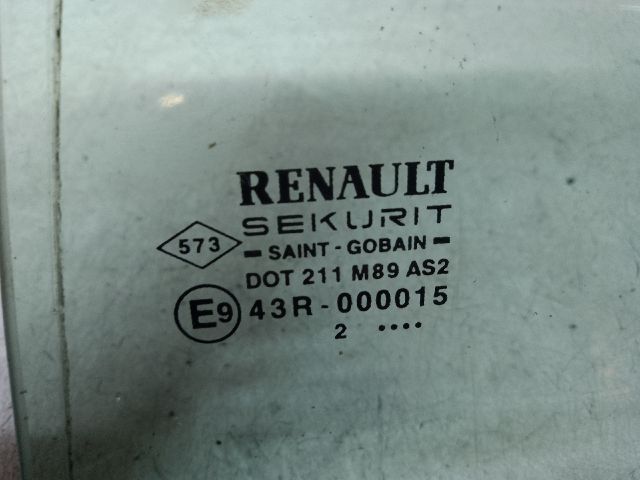 RENAULT
SEKURIT
573
- SAINT-GOBAIN -
DOT 211 M89 AS2
E9 43R-000015
2 ••••